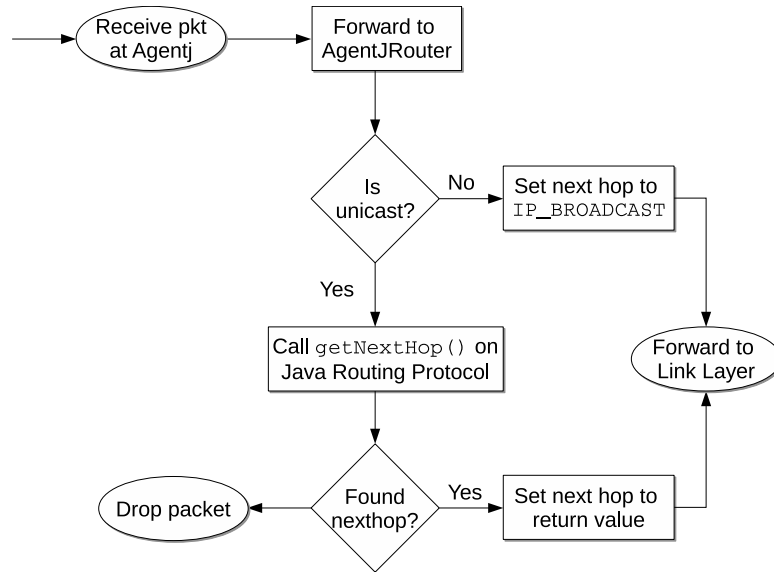 Receive pkt
at Agentj
Forward to
AgentJRouter
Is
unicast?
No
Set next hop to
IP_BROADCAST
Yes
Call getNextHop() on
Java Routing Protocol
Forward to
Link Layer
Drop packet
Found
nexthop?
Yes
Set next hop to
return value